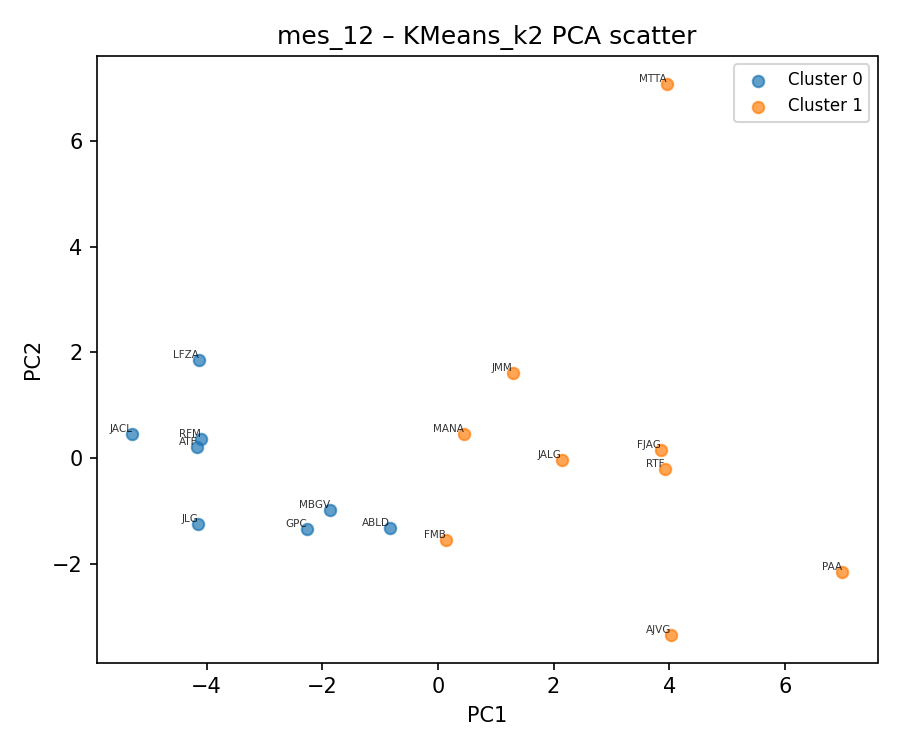 mes_12 – KMeans_k2 PCA scatter
Cluster 0
Cluster 1
MTTA
LFZA
JMM
JACL
RFM
MANA
FJAG
JALG
RTF
JLG
MBGV
GPC
ABLD
FMB
PAA
AJVG
6
4
2
0
−2
PC2
−4
−2
0
2
4
6
PC1